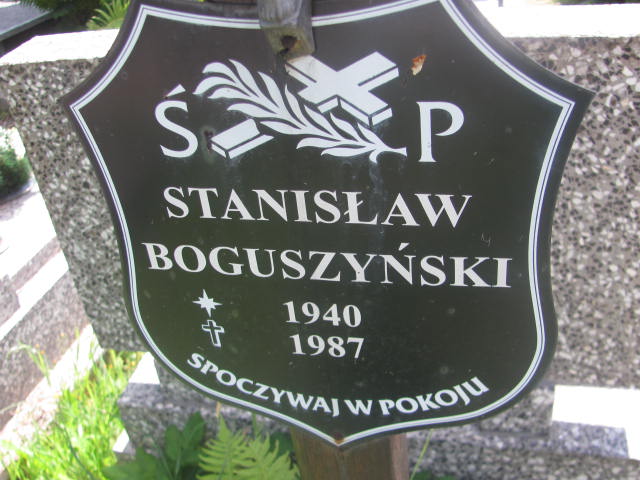 Ś P
STANISŁAW
BOGUSZYŃSKI
1940
1987
SPOCZYWAJ W POKOJU